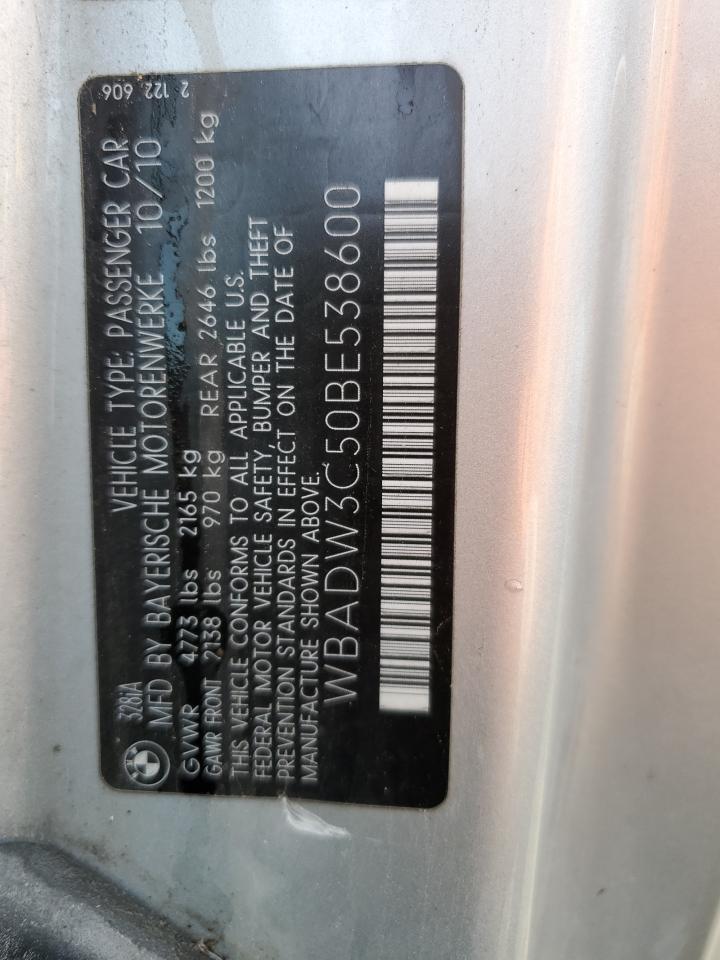 2 122 606
328iA VEHICLE TYPE: PASSENGER CAR
MFD BY BAYERISCHE MOTORENWERKE 10/10
GVWR 4773 lbs 2165 kg
GAWR FRONT 2138 lbs 970 kg REAR 2646 lbs 1200 kg
THIS VEHICLE CONFORMS TO ALL APPLICABLE U.S.
FEDERAL MOTOR VEHICLE SAFETY, BUMPER AND THEFT
PREVENTION STANDARDS IN EFFECT ON THE DATE OF
MANUFACTURE SHOWN ABOVE.
WBADW3C50BE538600